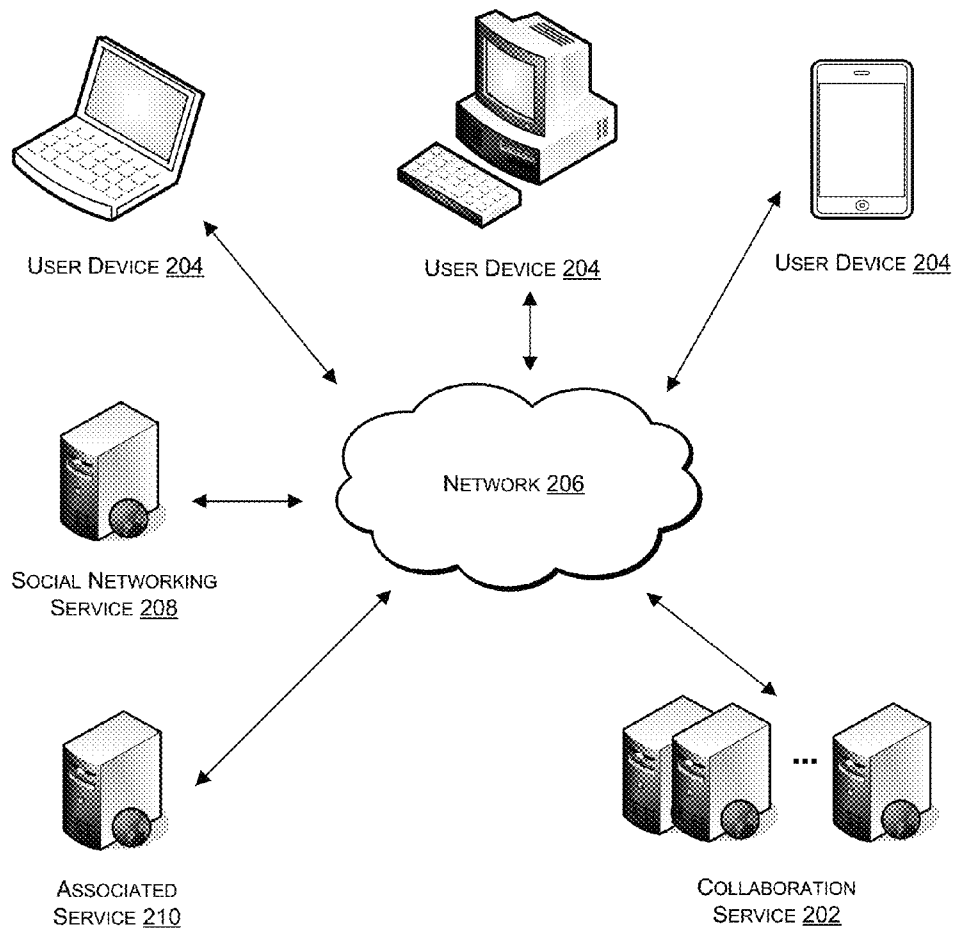 USER DEVICE 204
USER DEVICE 204
USER DEVICE 204
NETWORK 206
SOCIAL NETWORKING
SERVICE 208
...
ASSOCIATED
SERVICE 210
COLLABORATION
SERVICE 202